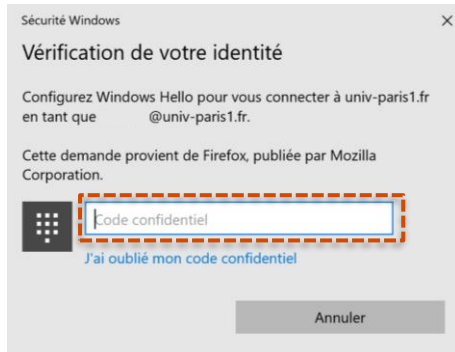 Sécurité Windows
Vérification de votre identité
Configurez Windows Hello pour vous connecter à univ-paris1.fr
en tant que @univ-paris1.fr.
Cette demande provient de Firefox, publiée par Mozilla
Corporation.
Code confidentiel
J'ai oublié mon code confidentiel
Annuler